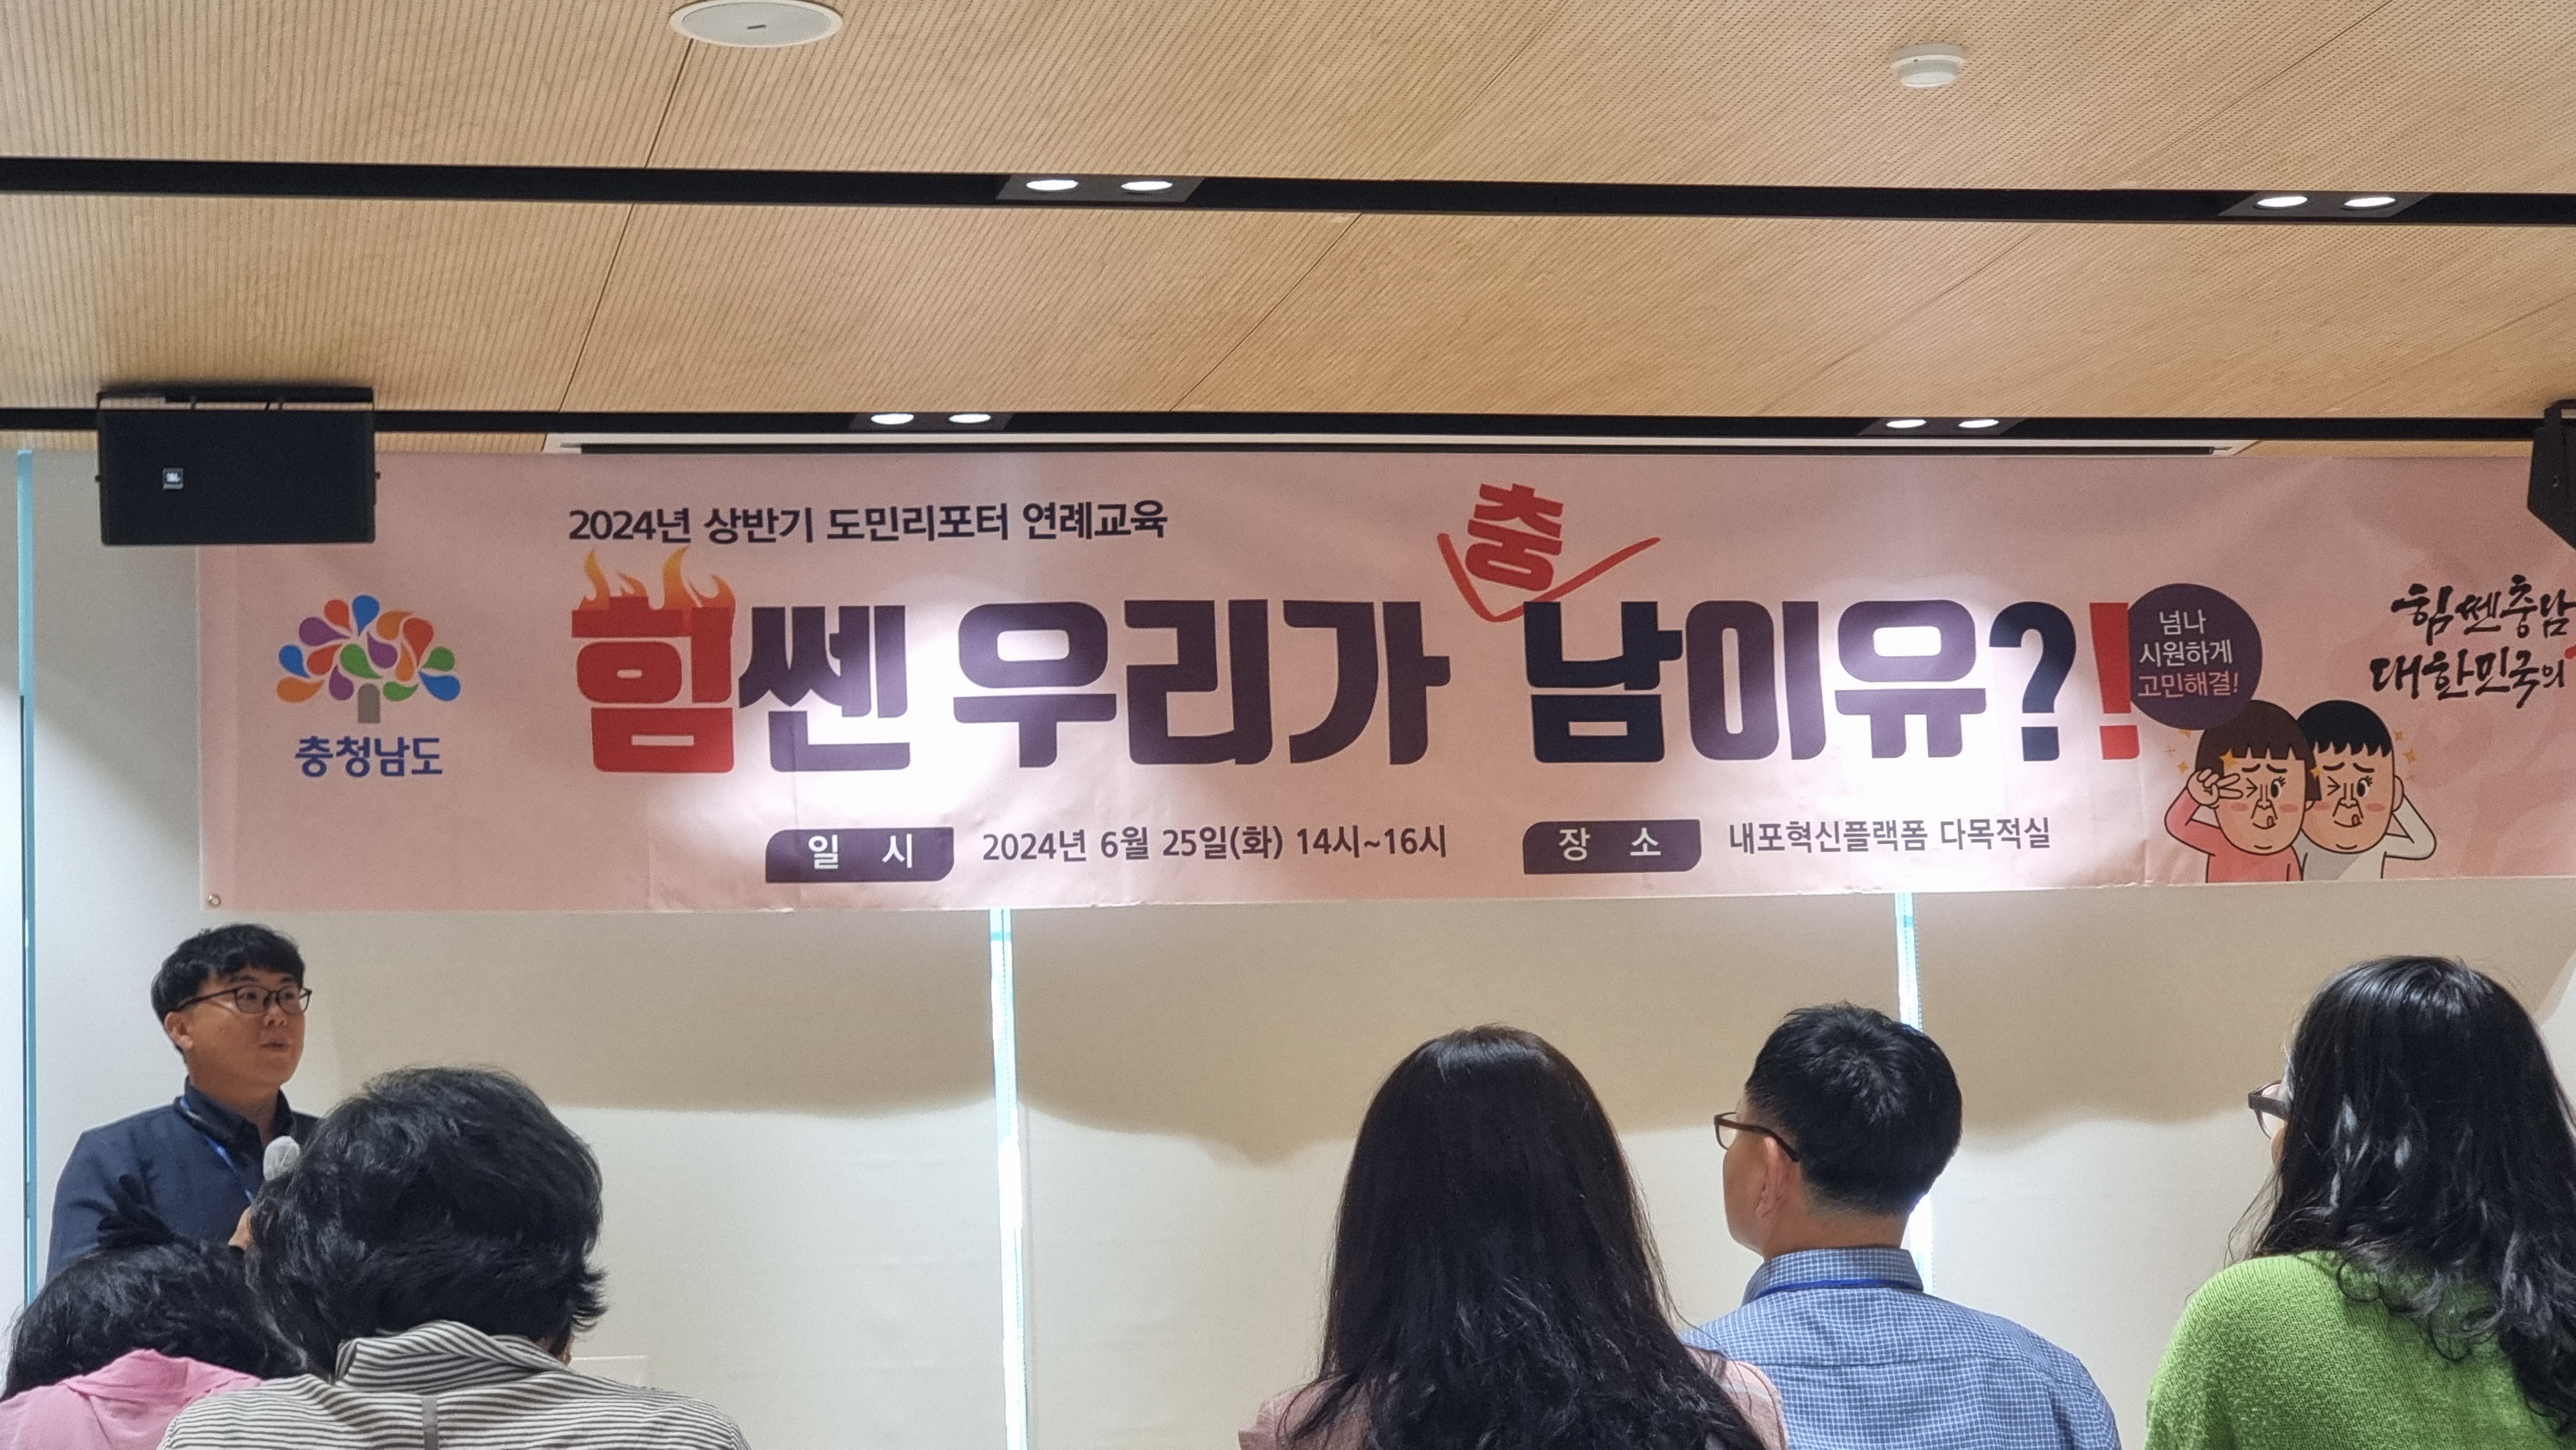 2024년 상반기 도민리포터 연례교육
충
힘쎈 우리가 남이유?!
충청남도
넘나
시원하게
고민해결!
힘쎈충남
대한민국의
일 시 2024년 6월 25일(화) 14시~16시 장 소 내포혁신플랫폼 다목적실
JBL